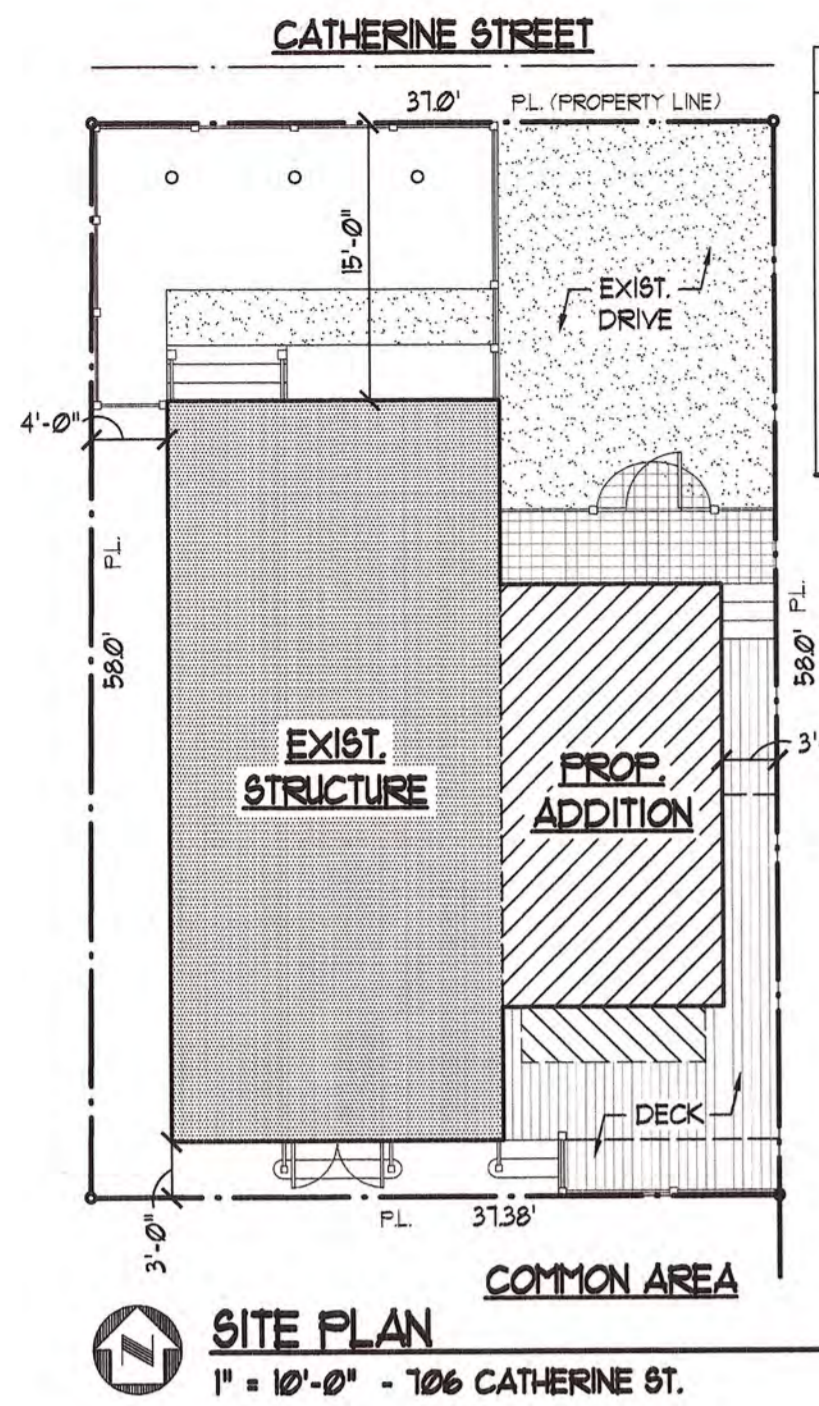 CATHERINE STREET
37.0' P.L. (PROPERTY LINE)
15'-0"
EXIST.
DRIVE
4'-0"
P.L.
58.0'
P.L.
58.0'
EXIST.
STRUCTURE
PROP.
ADDITION
3'
DECK
3'-0"
P.L. 37.38'
COMMON AREA
N
SITE PLAN
1" = 10'-0" - 706 CATHERINE ST.